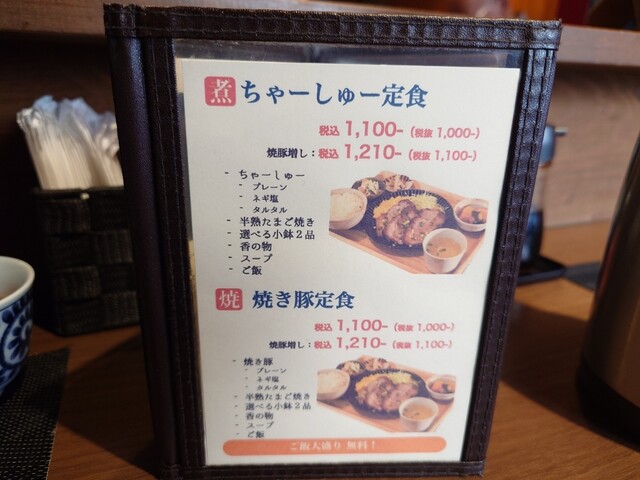 煮 ちゃーしゅー定食
税込 1,100- (税抜 1,000-)
焼豚増し：税込 1,210- (税抜 1,100-)
- ちゃーしゅー
- プレーン
- ネギ塩
- タルタル
- 半熟たまご焼き
- 選べる小鉢２品
- 香の物
- スープ
- ご飯
焼 焼き豚定食
税込 1,100- (税抜 1,000-)
焼豚増し：税込 1,210- (税抜 1,100-)
- 焼き豚
- プレーン
- ネギ塩
- タルタル
- 半熟たまご焼き
- 選べる小鉢２品
- 香の物
- スープ
- ご飯
ご飯大盛り 無料！